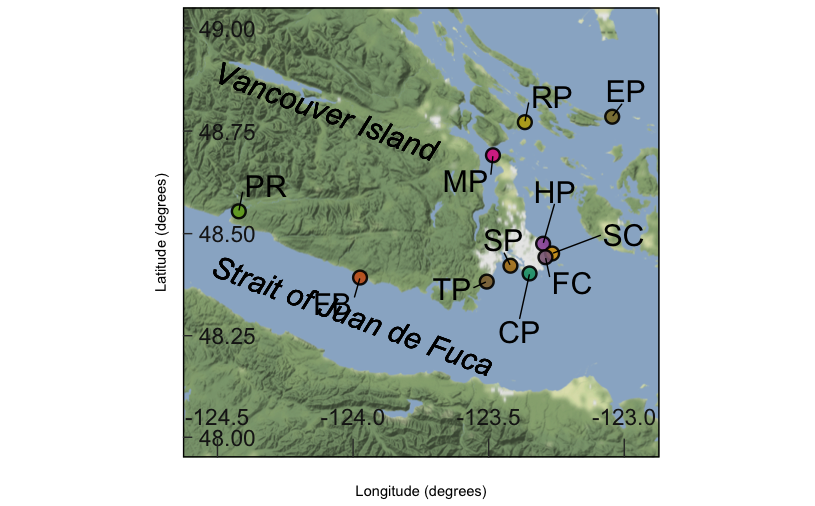 49.00
RP
EP
Vancouver Island
48.75
MP
PR
HP
48.50
SP
SC
Strait of Juan de Fuca
TP
FC
CP
48.25
-124.5
-124.0
-123.5
-123.0
48.00
Latitude (degrees)
Longitude (degrees)